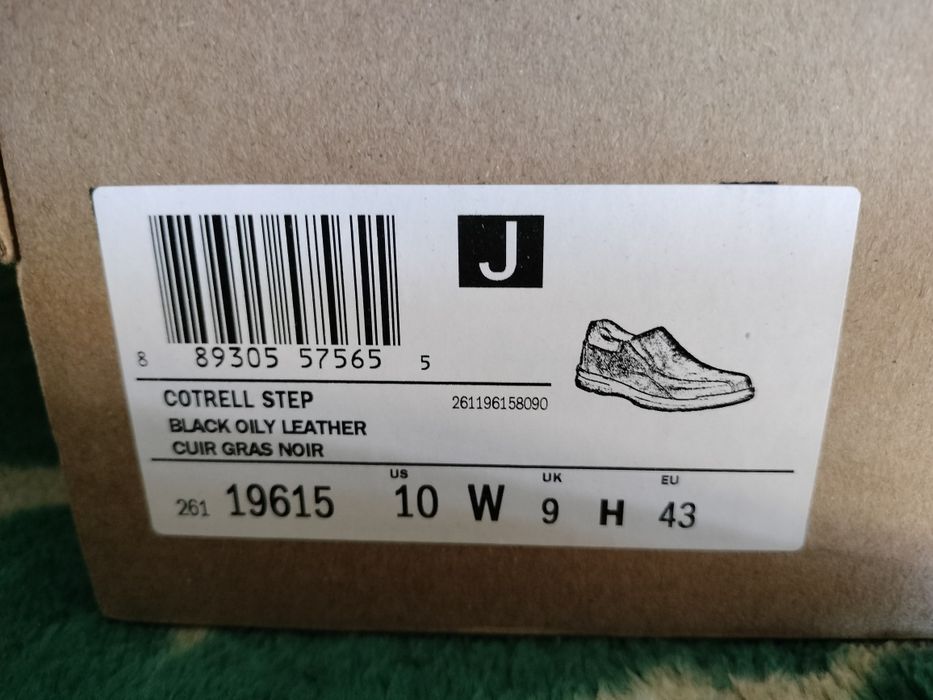 J
8 89305 57565 5
COTRELL STEP 261196158090
BLACK OILY LEATHER
CUIR GRAS NOIR
US UK EU
261 19615 10 W 9 H 43